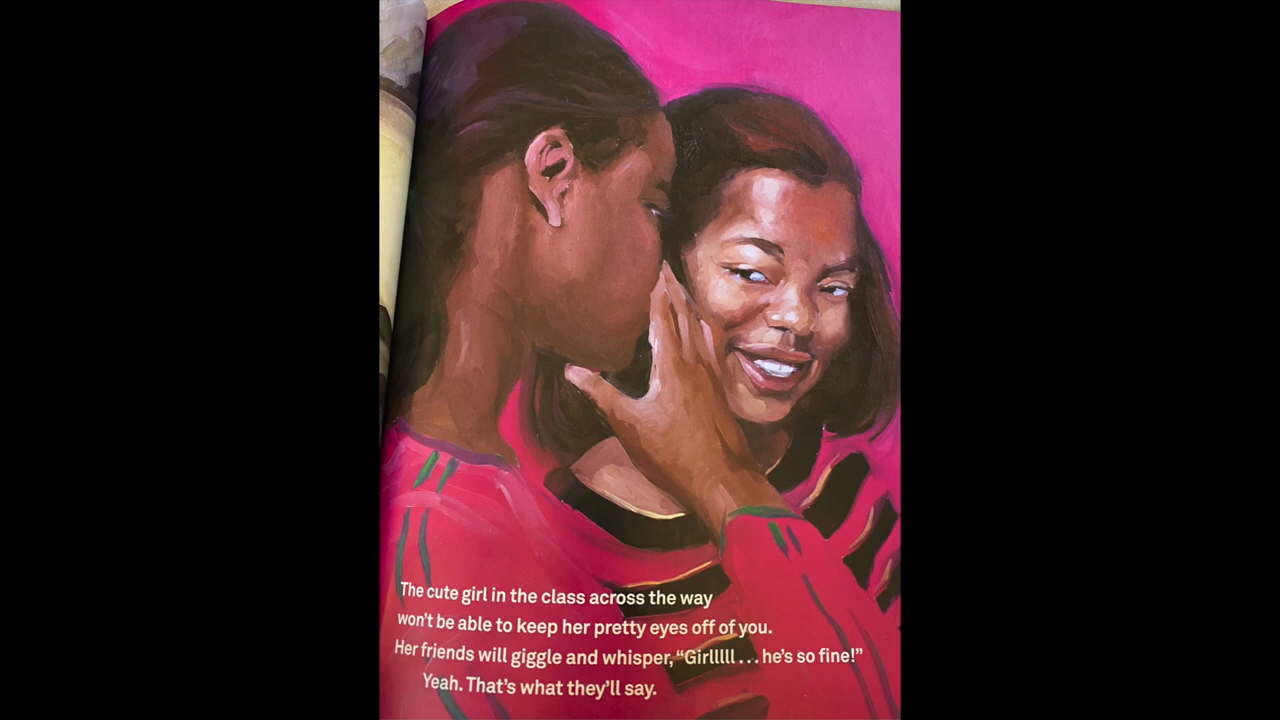 The cute girl in the class across the way
won't be able to keep her pretty eyes off of you.
Her friends will giggle and whisper, “Girlllll . . . he's so fine!”
Yeah. That's what they'll say.